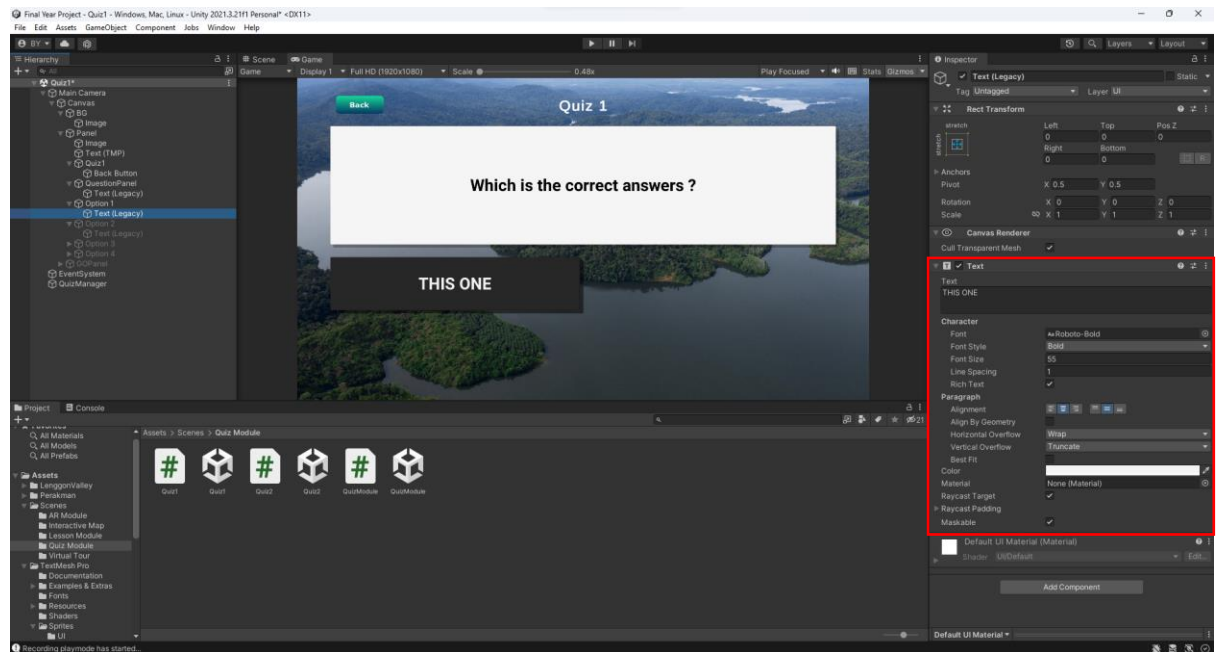 Final Year Project - Quiz1 - Windows, Mac, Linux - Unity 2021.3.21f1 Personal* <DX11>
File Edit Assets GameObject Component Jobs Window Help
BY Layers Layout
Hierarchy
All
Quiz1*
Main Camera
Canvas
BG
Image
Panel
Image
Text (TMP)
Quiz1
Back Button
QuestionPanel
Text (Legacy)
Option 1
Text (Legacy)
Option 2
Text (Legacy)
Option 3
Option 4
GOPanel
EventSystem
QuizManager
Scene Game
Game Display 1 Full HD (1920x1080) Scale 0.48x Play Focused Stats Gizmos
Back
Quiz 1
Which is the correct answers ?
THIS ONE
Project Console
21
Favorites
All Materials
All Models
All Prefabs
Assets
LenggonValley
Perakman
Scenes
AR Module
Interactive Map
Lesson Module
Quiz Module
Virtual Tour
TextMesh Pro
Documentation
Examples & Extras
Fonts
Resources
Shaders
Sprites
UI
Assets > Scenes > Quiz Module
Quiz1 Quiz1 Quiz2 Quiz2 QuizModule QuizModule
Inspector
Text (Legacy) Static
Tag Untagged Layer UI
Rect Transform
stretch Left Top Pos Z
stretch 0 0 0
Right Bottom
0 0
Anchors
Pivot X 0.5 Y 0.5
Rotation X 0 Y 0 Z 0
Scale X 1 Y 1 Z 1
Canvas Renderer
Cull Transparent Mesh
Text
Text
THIS ONE
Character
Font Roboto-Bold
Font Style Bold
Font Size 55
Line Spacing 1
Rich Text
Paragraph
Alignment
Align By Geometry
Horizontal Overflow Wrap
Vertical Overflow Truncate
Best Fit
Color
Material None (Material)
Raycast Target
Raycast Padding
Maskable
Default UI Material (Material)
Shader UI/Default Edit...
Add Component
Default UI Material
Recording playmode has started...